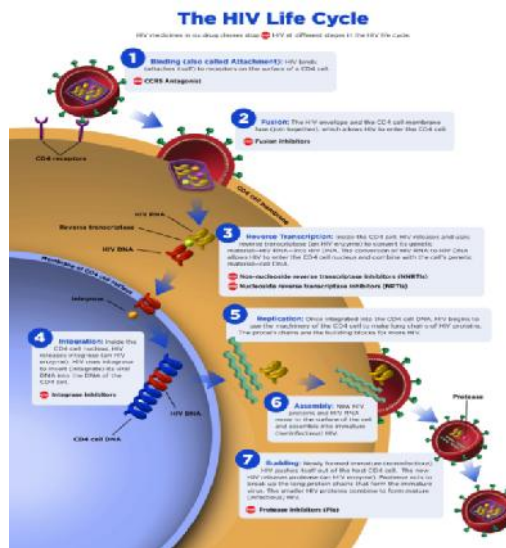 The HIV Life Cycle
HIV medicines in six drug classes stop HIV at different stages in the HIV life cycle.
1
Binding (also called Attachment): HIV binds
(attaches itself) to receptors on the surface of a CD4 cell.
CCR5 Antagonist
2
Fusion: The HIV envelope and the CD4 cell membrane
fuse (join together), which allows HIV to enter the CD4 cell.
Fusion Inhibitors
CD4 receptors
CD4 cell membrane
HIV RNA
Reverse transcriptase
HIV DNA
3
Reverse Transcription: Inside the CD4 cell, HIV releases and uses
reverse transcriptase (an HIV enzyme) to convert its genetic
material—HIV RNA—into HIV DNA. The conversion of HIV RNA to HIV DNA
allows HIV to enter the CD4 cell nucleus and combine with the cell's genetic
material—cell DNA.
Non-nucleoside reverse transcriptase inhibitors (NNRTIs)
Nucleoside reverse transcriptase inhibitors (NRTIs)
Membrane of CD4 cell nucleus
Integrase
4
Integration: Inside the
CD4 cell nucleus, HIV
releases integrase (an HIV
enzyme). HIV uses integrase
to insert (integrate) its viral
DNA into the DNA of the
CD4 cell.
Integrase Inhibitors
HIV DNA
CD4 cell DNA
5
Replication: Once integrated into the CD4 cell DNA, HIV begins to
use the machinery of the CD4 cell to make long chains of HIV proteins.
The protein chains are the building blocks for more HIV.
6
Assembly: New HIV
proteins and HIV RNA
move to the surface of the cell
and assemble into immature
(noninfectious) HIV.
Protease
7
Budding: Newly formed immature (noninfectious)
HIV pushes itself out of the host CD4 cell. The new
HIV releases protease (an HIV enzyme). Protease acts to
break up the long protein chains that form the immature
virus. The smaller HIV proteins combine to form mature
(infectious) HIV.
Protease Inhibitors (PIs)